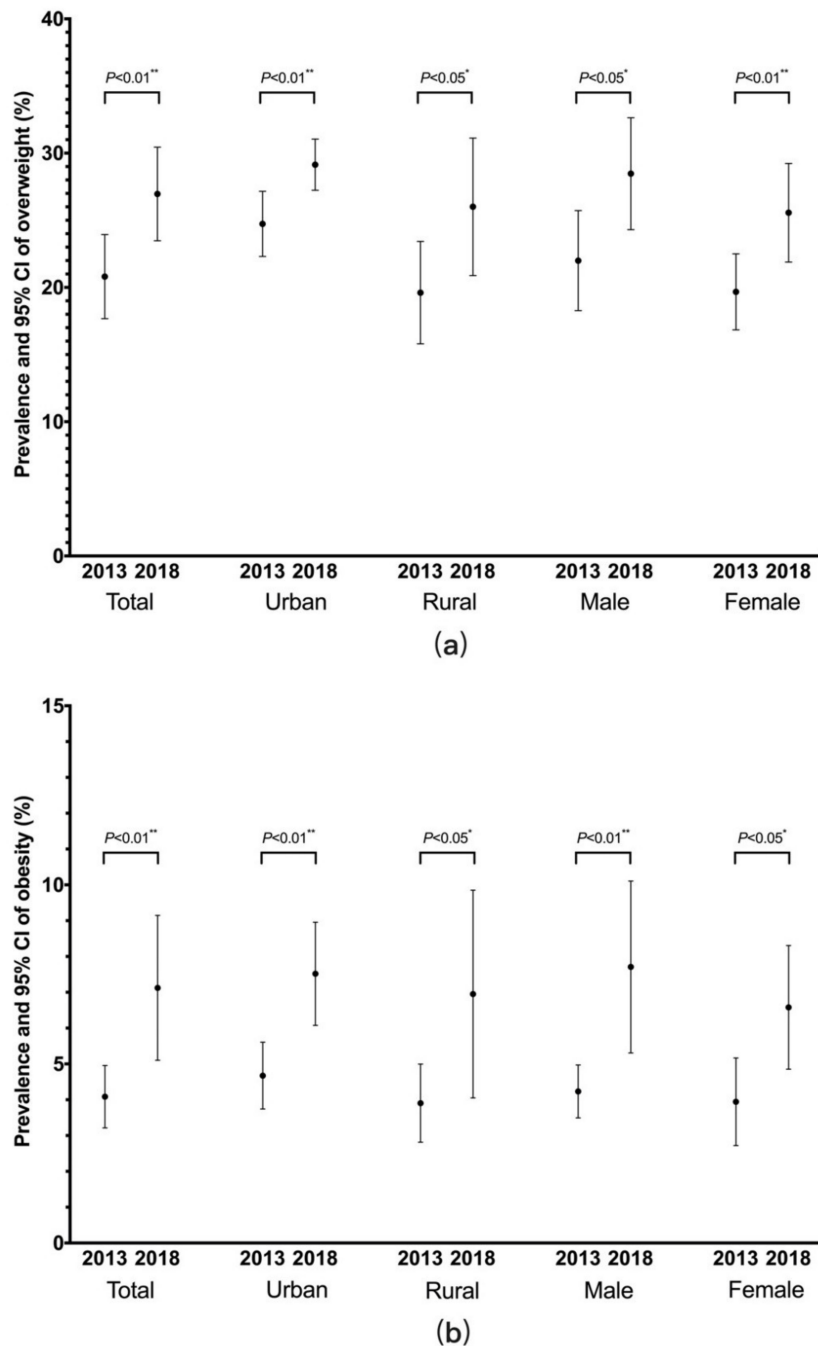 Prevalence and 95% CI of overweight (%)
40
30
20
10
0
P<0.01** P<0.01** P<0.05* P<0.05* P<0.01**
2013 2018 2013 2018 2013 2018 2013 2018 2013 2018
Total Urban Rural Male Female
(a)
Prevalence and 95% CI of obesity (%)
15
10
5
0
P<0.01** P<0.01** P<0.05* P<0.01** P<0.05*
2013 2018 2013 2018 2013 2018 2013 2018 2013 2018
Total Urban Rural Male Female
(b)